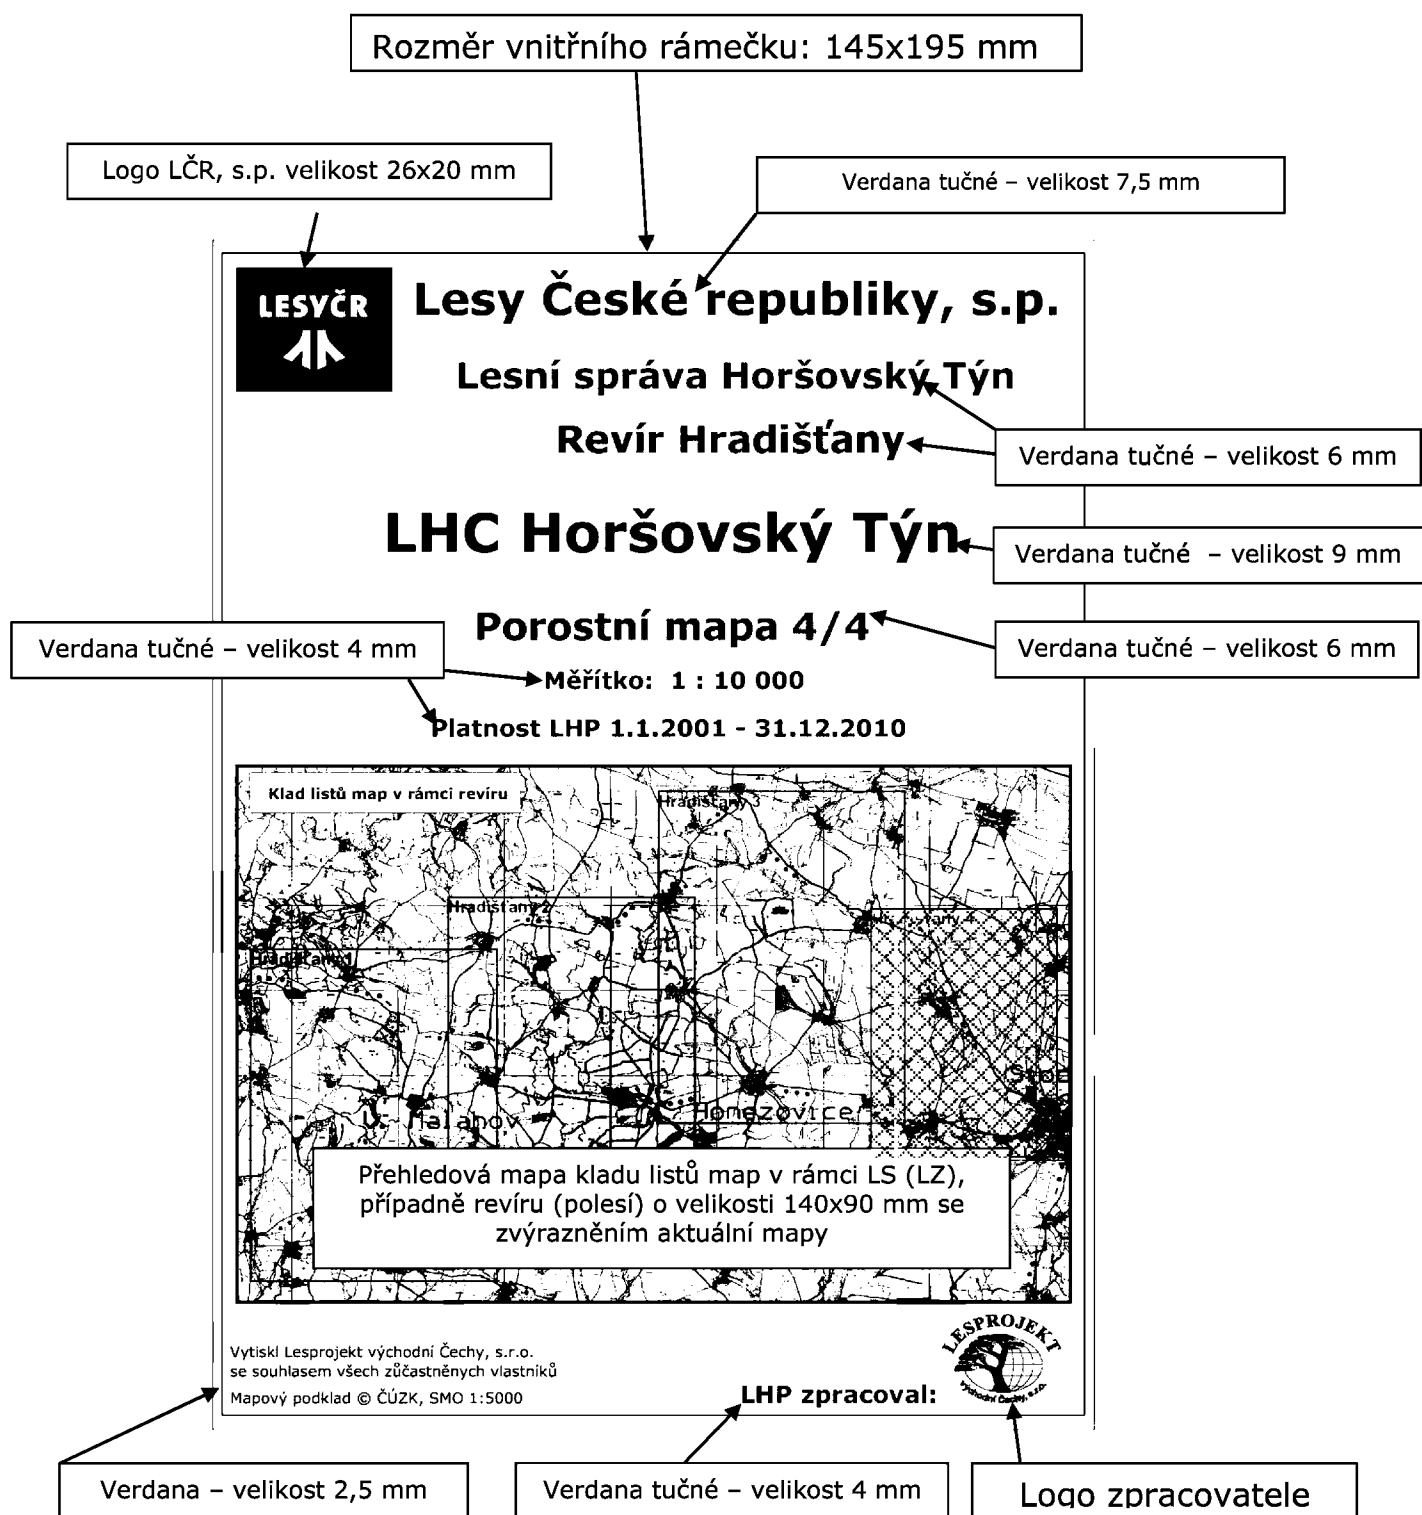 Rozměr vnitřního rámečku: 145x195 mm
Logo LČR, s.p. velikost 26x20 mm
Verdana tučné – velikost 7,5 mm
LESYČR
Lesy České republiky, s.p.
Lesní správa Horšovský Týn
Revír Hradišťany
Verdana tučné – velikost 6 mm
LHC Horšovský Týn
Verdana tučné – velikost 9 mm
Porostní mapa 4/4
Verdana tučné – velikost 4 mm
Verdana tučné – velikost 6 mm
Měřítko: 1 : 10 000
Platnost LHP 1.1.2001 - 31.12.2010
Klad listů map v rámci revíru
Hradišťany 3
Hradišťany 2
Hradišťany 1
Honezovice
Přehledová mapa kladu listů map v rámci LS (LZ),
případně revíru (polesí) o velikosti 140x90 mm se
zvýrazněním aktuální mapy
LESPROJEKT
východní Čechy, s.r.o.
Vytiskl Lesprojekt východní Čechy, s.r.o.
se souhlasem všech zůčastněných vlastníků
Mapový podklad © ČÚZK, SMO 1:5000
LHP zpracoval:
Verdana – velikost 2,5 mm
Verdana tučné – velikost 4 mm
Logo zpracovatele